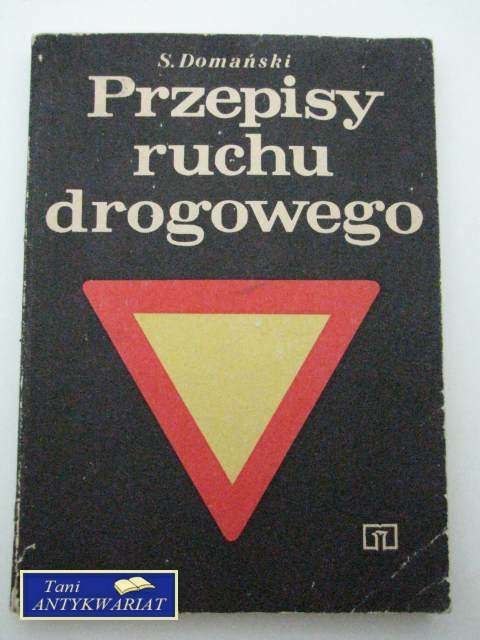 S. Domański
Przepisy
ruchu
drogowego
Tani
ANTYKWARIAT